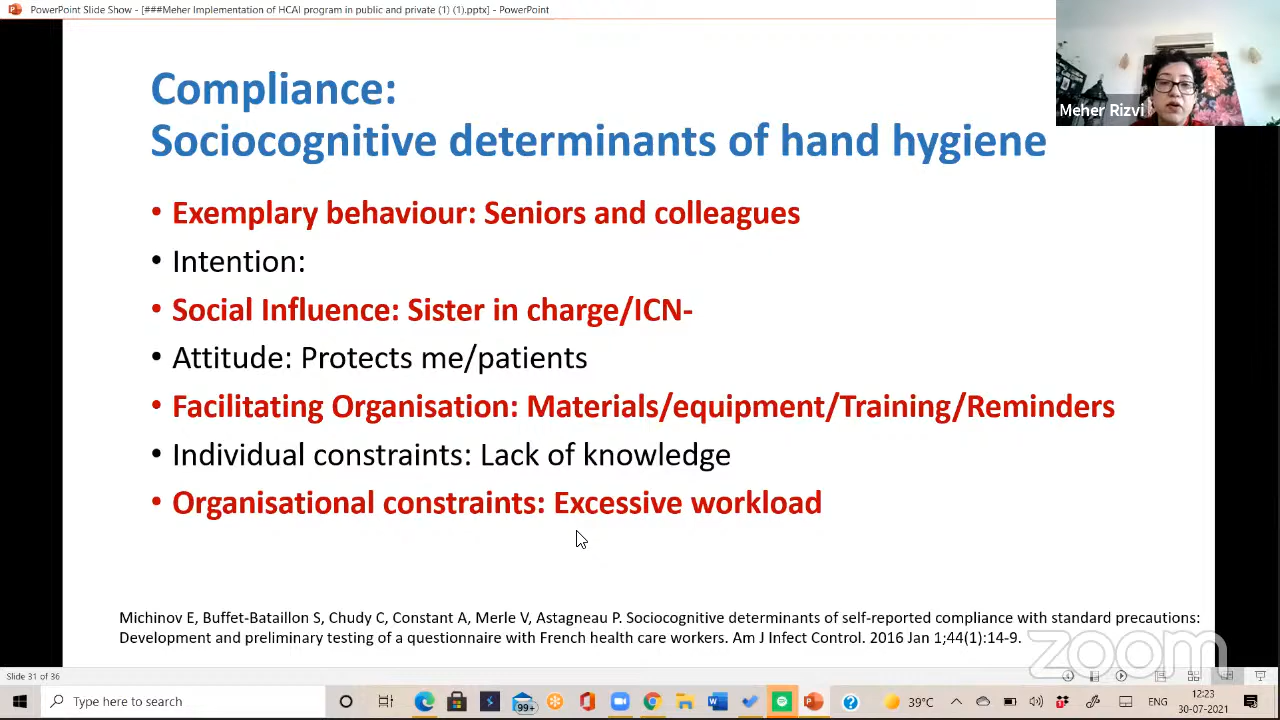 PowerPoint Slide Show - [###Meher Implementation of HCAI program in public and private (1) (1).pptx] - PowerPoint
Meher Rizvi
Compliance:
Sociocognitive determinants of hand hygiene
• Exemplary behaviour: Seniors and colleagues
• Intention:
• Social Influence: Sister in charge/ICN-
• Attitude: Protects me/patients
• Facilitating Organisation: Materials/equipment/Training/Reminders
• Individual constraints: Lack of knowledge
• Organisational constraints: Excessive workload
Michinov E, Buffet-Bataillon S, Chudy C, Constant A, Merle V, Astagneau P. Sociocognitive determinants of self-reported compliance with standard precautions:
Development and preliminary testing of a questionnaire with French health care workers. Am J Infect Control. 2016 Jan 1;44(1):14-9.
zoom
Slide 31 of 36
Type here to search
99+
39°C
ENG
12:23
30-07-2021